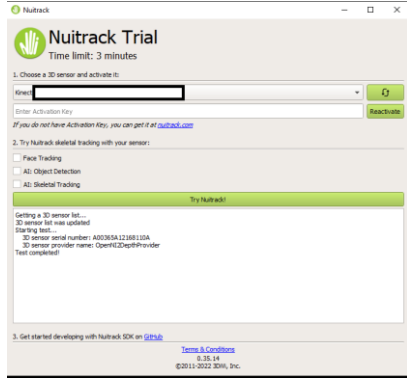 Nuitrack
Nuitrack Trial
Time limit: 3 minutes
1. Choose a 3D sensor and activate it:
Kinect
Enter Activation Key
Reactivate
If you do not have Activation Key, you can get it at nuitrack.com
2. Try Nuitrack skeletal tracking with your sensor:
Face Tracking
AI: Object Detection
AI: Skeletal Tracking
Try Nuitrack!
Getting a 3D sensor list...
3D sensor list was updated
Starting test...
3D sensor serial number: A00365A12168110A
3D sensor provider name: OpenNI2DepthProvider
Test completed!
3. Get started developing with Nuitrack SDK on GitHub
Terms & Conditions
0.35.14
©2011-2022 3DiVi, Inc.